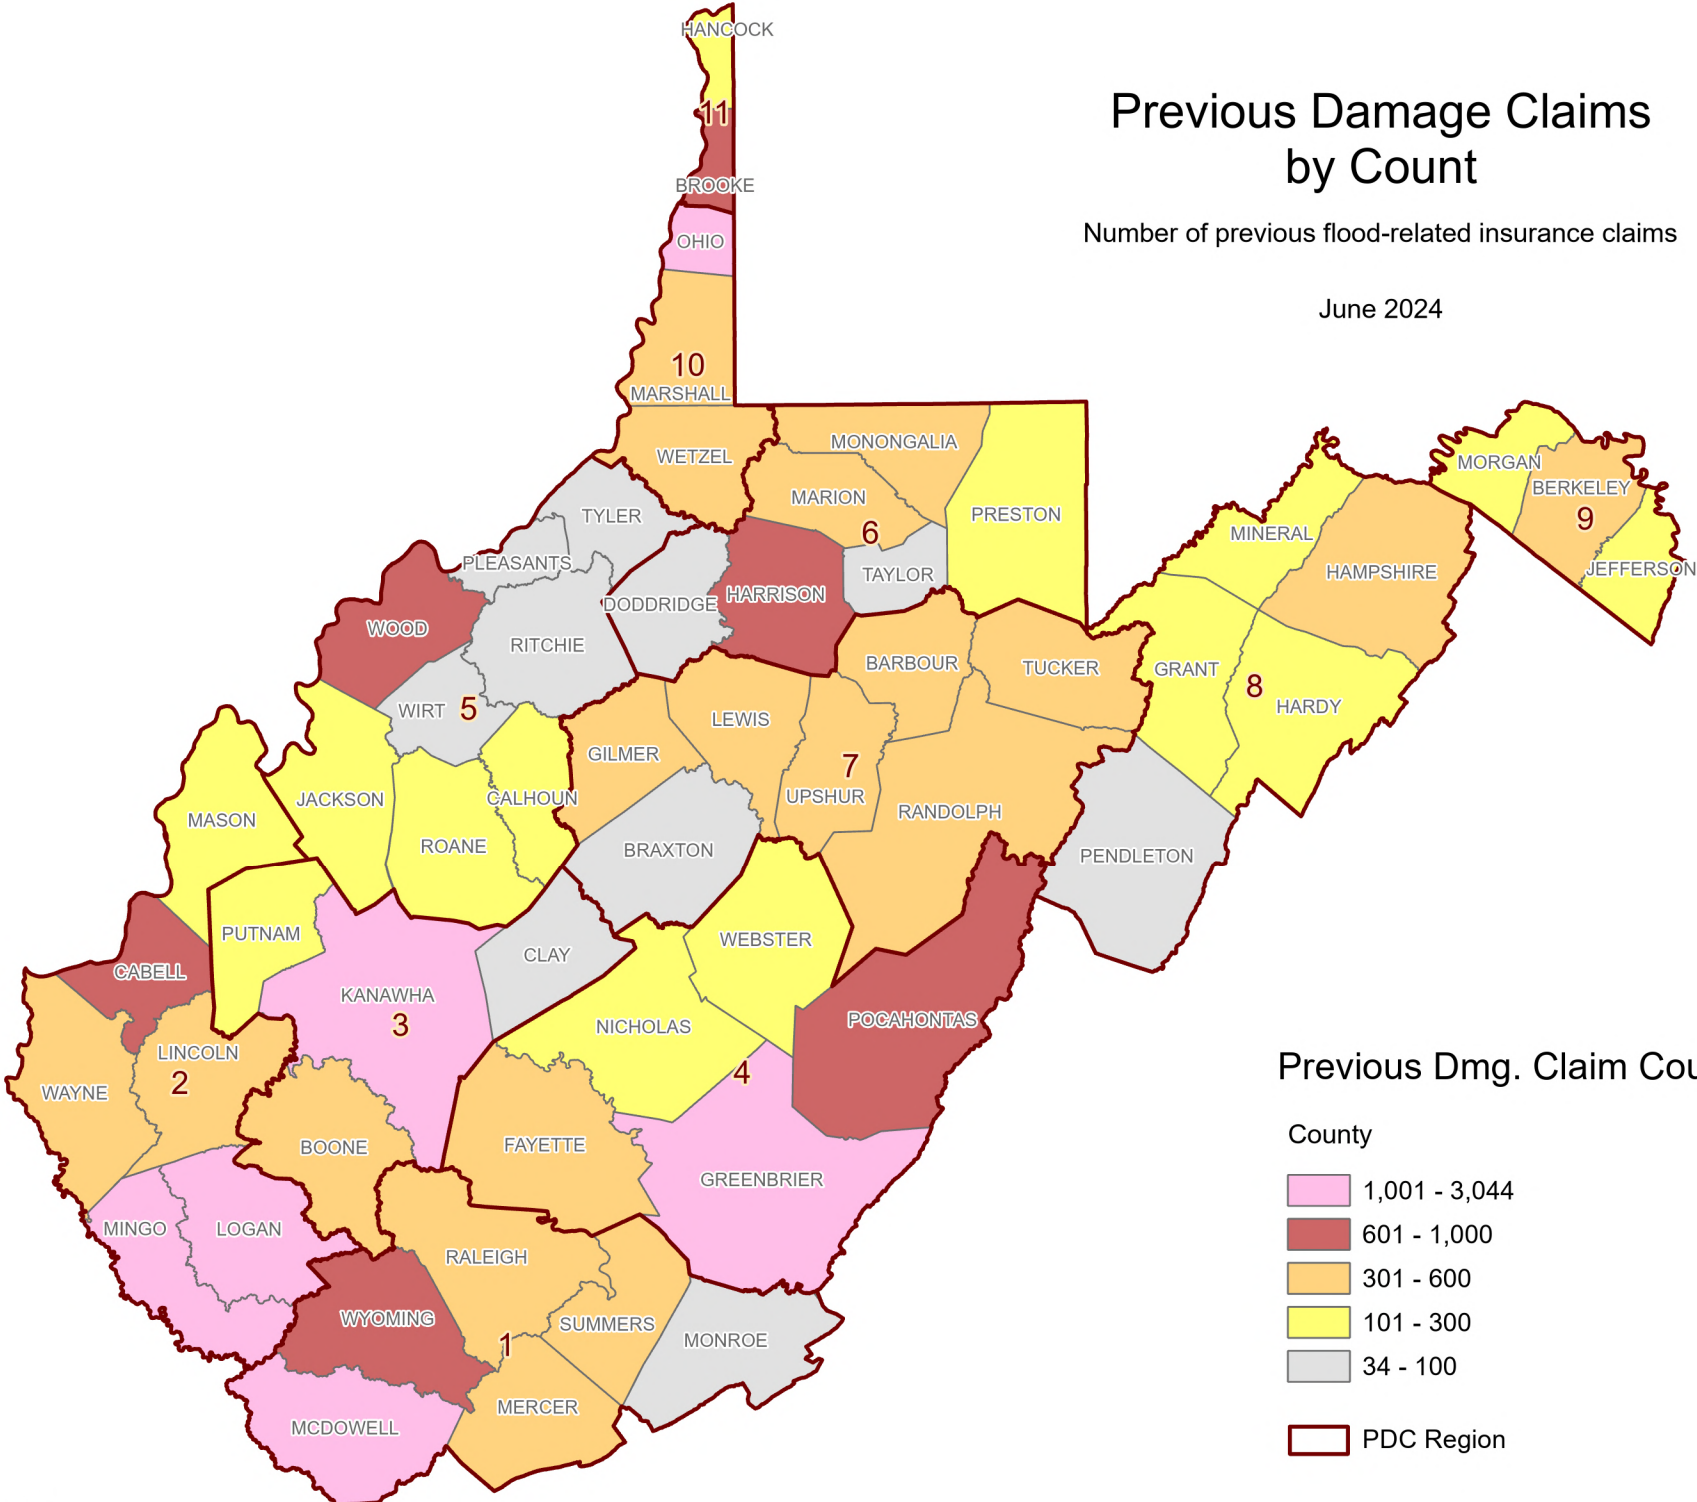 HANCOCK
Previous Damage Claims
11
by Count
BROOKE
Number of previous flood-related insurance claims
OHIO
June 2024
10
MARSHALL
MONONGALIA
WETZEL
MORGAN
BERKELEY
MARION
TYLER
PRESTON
9
6
MINERAL
PLEASANTS
JEFFERSON
HAMPSHIRE
TAYLOR
HARRISON
DODDRIDGE
WOOD
RITCHIE
BARBOUR
TUCKER
GRANT
8
HARDY
WIRT
5
LEWIS
GILMER
7
UPSHUR
JACKSON
CALHOUN
RANDOLPH
MASON
ROANE
BRAXTON
PENDLETON
PUTNAM
WEBSTER
CLAY
CABELL
KANAWHA
3
NICHOLAS
POCAHONTAS
LINCOLN
2
4
WAYNE
Previous Dmg. Claim Cou
County
BOONE
FAYETTE
GREENBRIER
1,001 - 3,044
MINGO
LOGAN
601 - 1,000
RALEIGH
301 - 600
WYOMING
SUMMERS
101 - 300
1
MONROE
34 - 100
MERCER
MCDOWELL
PDC Region